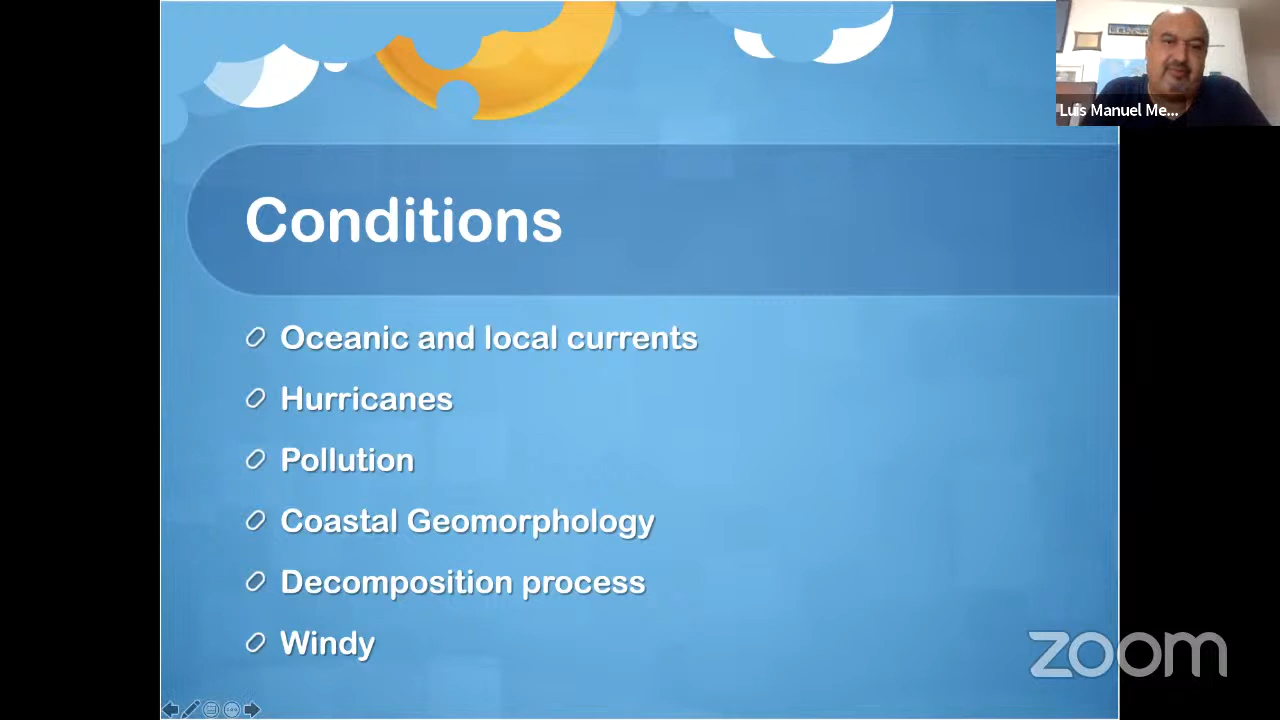 Luis Manuel Me...
Conditions
Oceanic and local currents
Hurricanes
Pollution
Coastal Geomorphology
Decomposition process
Windy
zoom